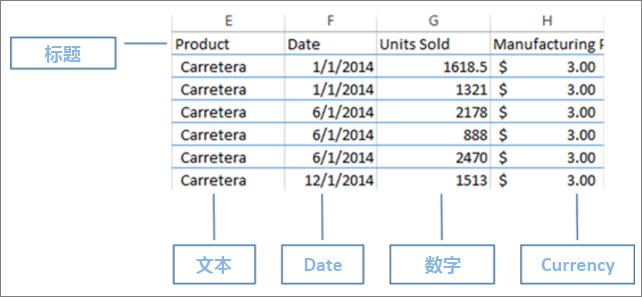 E F G H
标题
Product Date Units Sold Manufacturing P
Carretera 1/1/2014 1618.5 $ 3.00
Carretera 1/1/2014 1321 $ 3.00
Carretera 6/1/2014 2178 $ 3.00
Carretera 6/1/2014 888 $ 3.00
Carretera 6/1/2014 2470 $ 3.00
Carretera 12/1/2014 1513 $ 3.00
文本 Date 数字 Currency